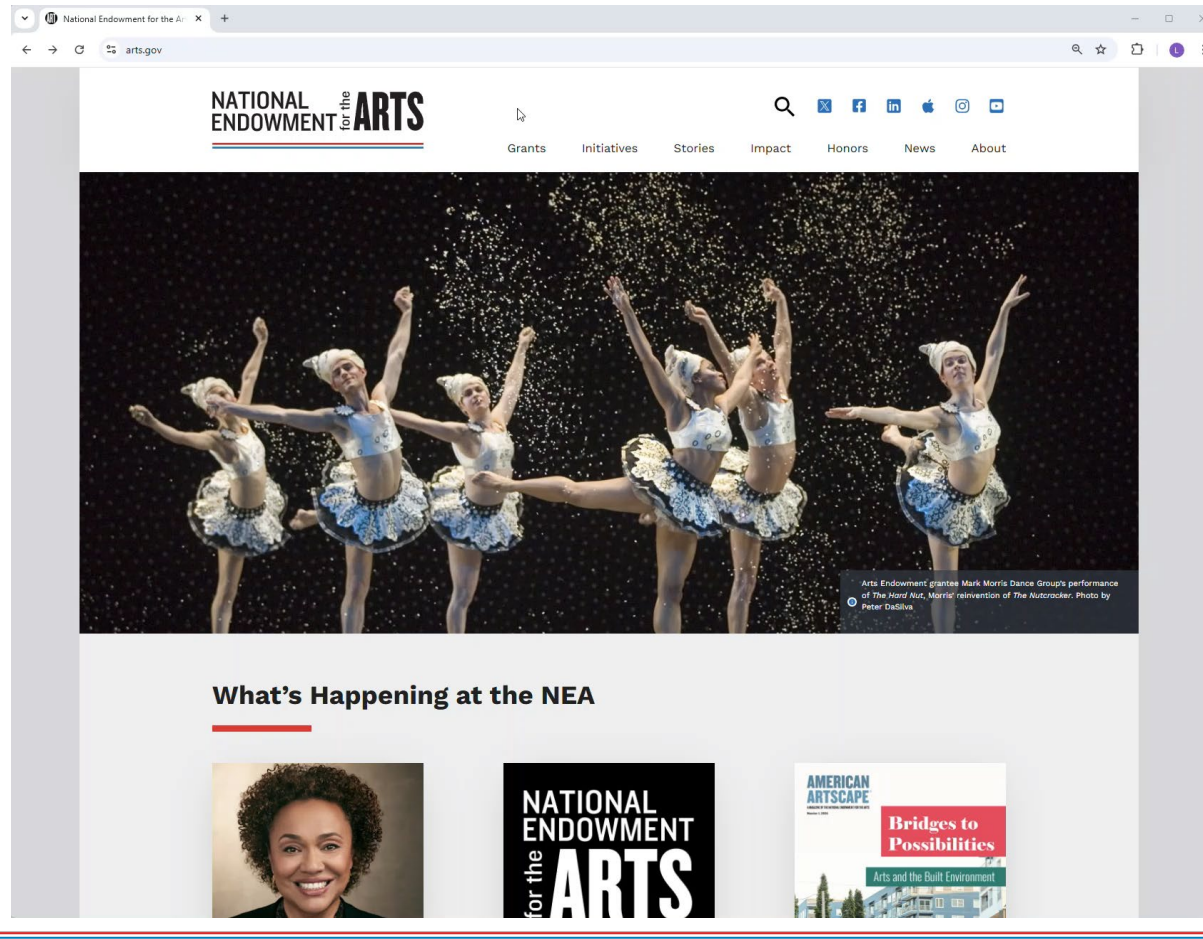 National Endowment for the Ar
arts.gov
L
NATIONAL
ENDOWMENT for the ARTS
Grants Initiatives Stories Impact Honors News About
Arts Endowment grantee Mark Morris Dance Group's performance
of The Hard Nut, Morris' reinvention of The Nutcracker. Photo by
Peter DaSilva
What's Happening at the NEA
NATIONAL
ENDOWMENT
for the ARTS
AMERICAN
ARTSCAPE
Bridges to
Possibilities
Arts and the Built Environment